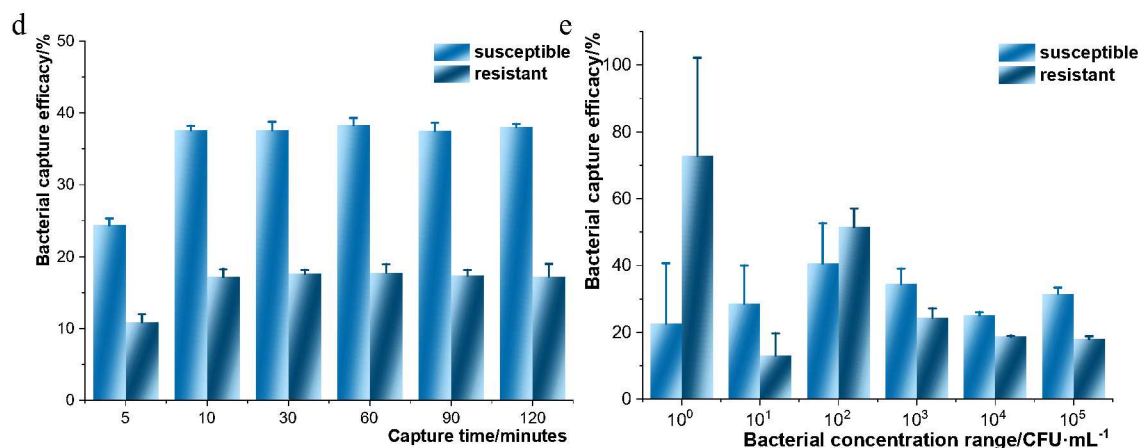 d
Bacterial capture efficacy/%
50
40
30
20
10
0
susceptible
resistant
5 10 30 60 90 120
Capture time/minutes
e
Bacterial capture efficacy/%
100
80
60
40
20
0
susceptible
resistant
10⁰ 10¹ 10² 10³ 10⁴ 10⁵
Bacterial concentration range/CFU·mL⁻¹